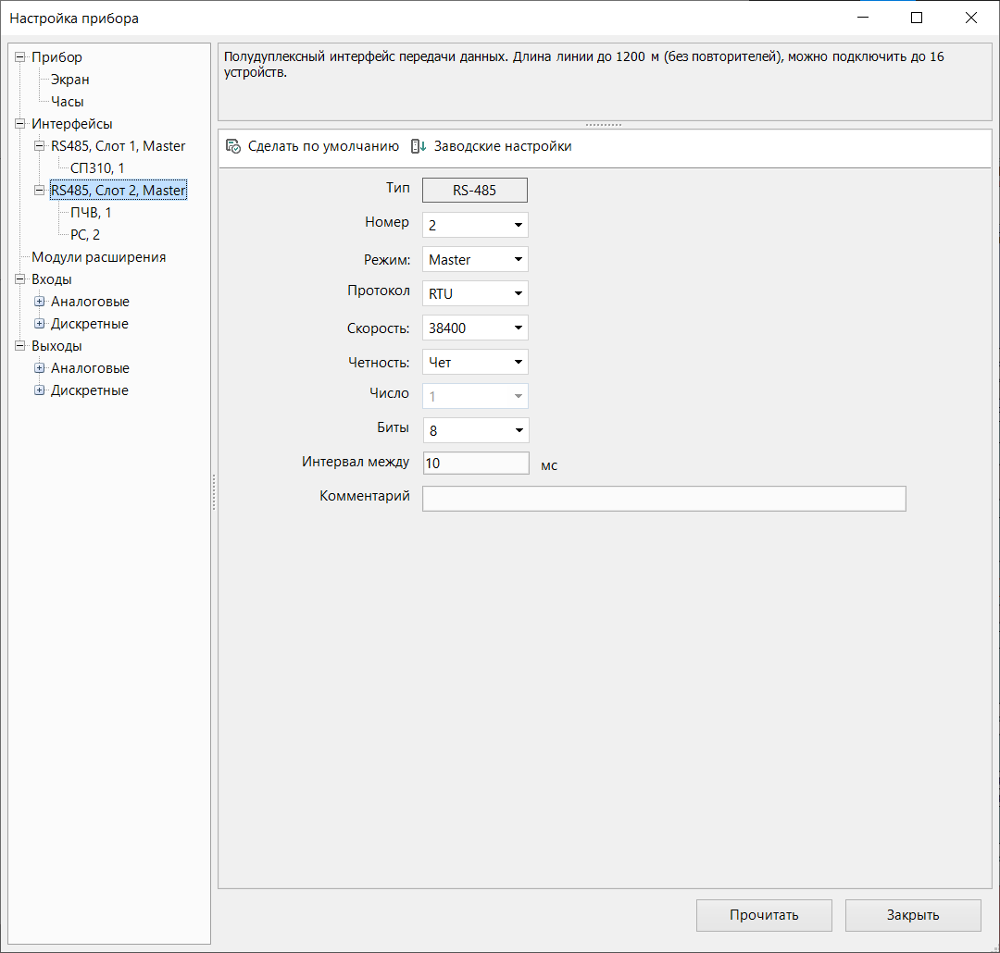 Настройка прибора
Прибор
Экран
Часы
Интерфейсы
RS485, Слот 1, Master
СП310, 1
RS485, Слот 2, Master
ПЧВ, 1
PC, 2
Модули расширения
Входы
Аналоговые
Дискретные
Выходы
Аналоговые
Дискретные
Полудуплексный интерфейс передачи данных. Длина линии до 1200 м (без повторителей), можно подключить до 16
устройств.
Сделать по умолчанию Заводские настройки
Тип RS-485
Номер 2
Режим: Master
Протокол RTU
Скорость: 38400
Четность: Чет
Число 1
Биты 8
Интервал между 10 мс
Комментарий
Прочитать Закрыть